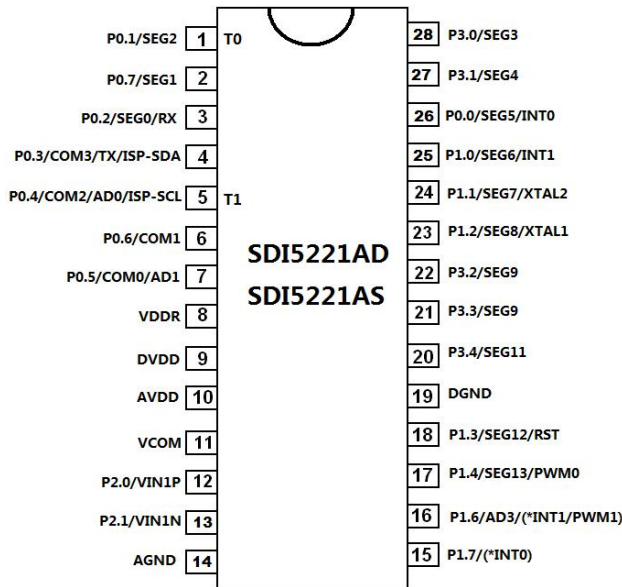 P0.1/SEG2 1 T0 28 P3.0/SEG3
P0.7/SEG1 2 27 P3.1/SEG4
P0.2/SEG0/RX 3 26 P0.0/SEG5/INT0
P0.3/COM3/TX/ISP-SDA 4 25 P1.0/SEG6/INT1
P0.4/COM2/AD0/ISP-SCL 5 T1 24 P1.1/SEG7/XTAL2
P0.6/COM1 6 23 P1.2/SEG8/XTAL1
SDI5221AD
P0.5/COM0/AD1 7 22 P3.2/SEG9
SDI5221AS
VDDR 8 21 P3.3/SEG9
DVDD 9 20 P3.4/SEG11
AVDD 10 19 DGND
VCOM 11 18 P1.3/SEG12/RST
P2.0/VIN1P 12 17 P1.4/SEG13/PWM0
P2.1/VIN1N 13 16 P1.6/AD3/(*INT1/PWM1)
AGND 14 15 P1.7/(*INT0)